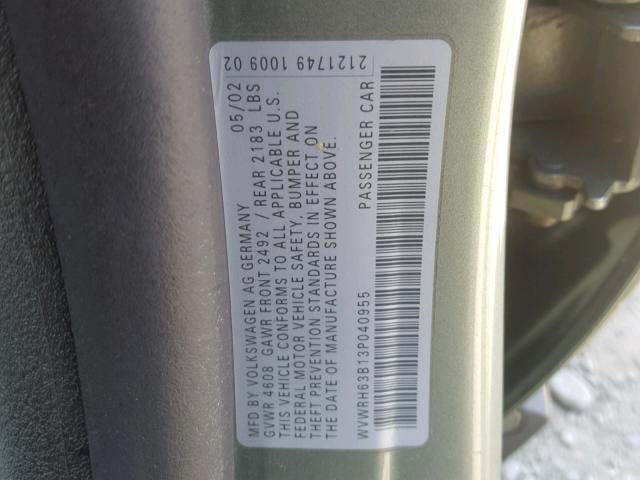 2121749 1009 02
MFD BY VOLKSWAGEN AG GERMANY 05/02
GVWR 4608 GAWR FRONT 2492 / REAR 2183 LBS
THIS VEHICLE CONFORMS TO ALL APPLICABLE U.S.
FEDERAL MOTOR VEHICLE SAFETY, BUMPER AND
THEFT PREVENTION STANDARDS IN EFFECT ON
THE DATE OF MANUFACTURE SHOWN ABOVE.
WVWRH63B13P040955 PASSENGER CAR